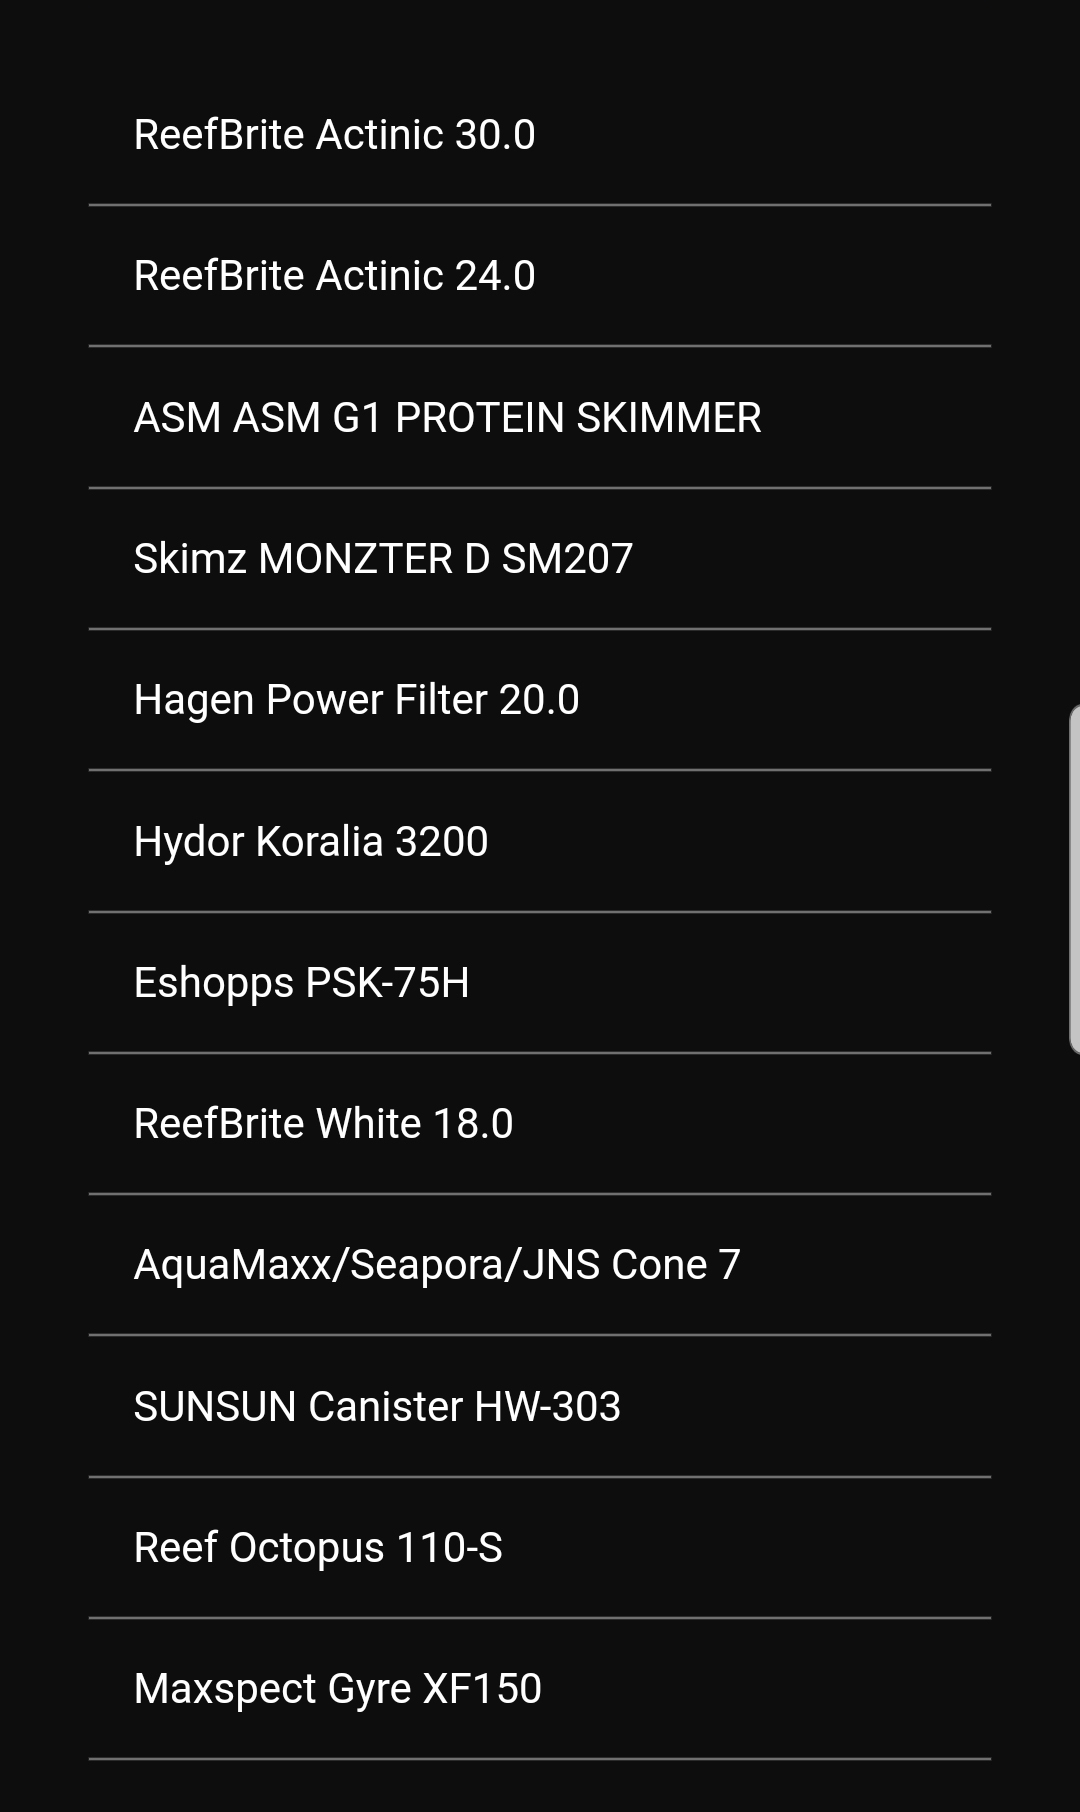 ReefBrite Actinic 30.0
ReefBrite Actinic 24.0
ASM ASM G1 PROTEIN SKIMMER
Skimz MONZTER D SM207
Hagen Power Filter 20.0
Hydor Koralia 3200
Eshopps PSK-75H
ReefBrite White 18.0
AquaMaxx/Seapora/JNS Cone 7
SUNSUN Canister HW-303
Reef Octopus 110-S
Maxspect Gyre XF150